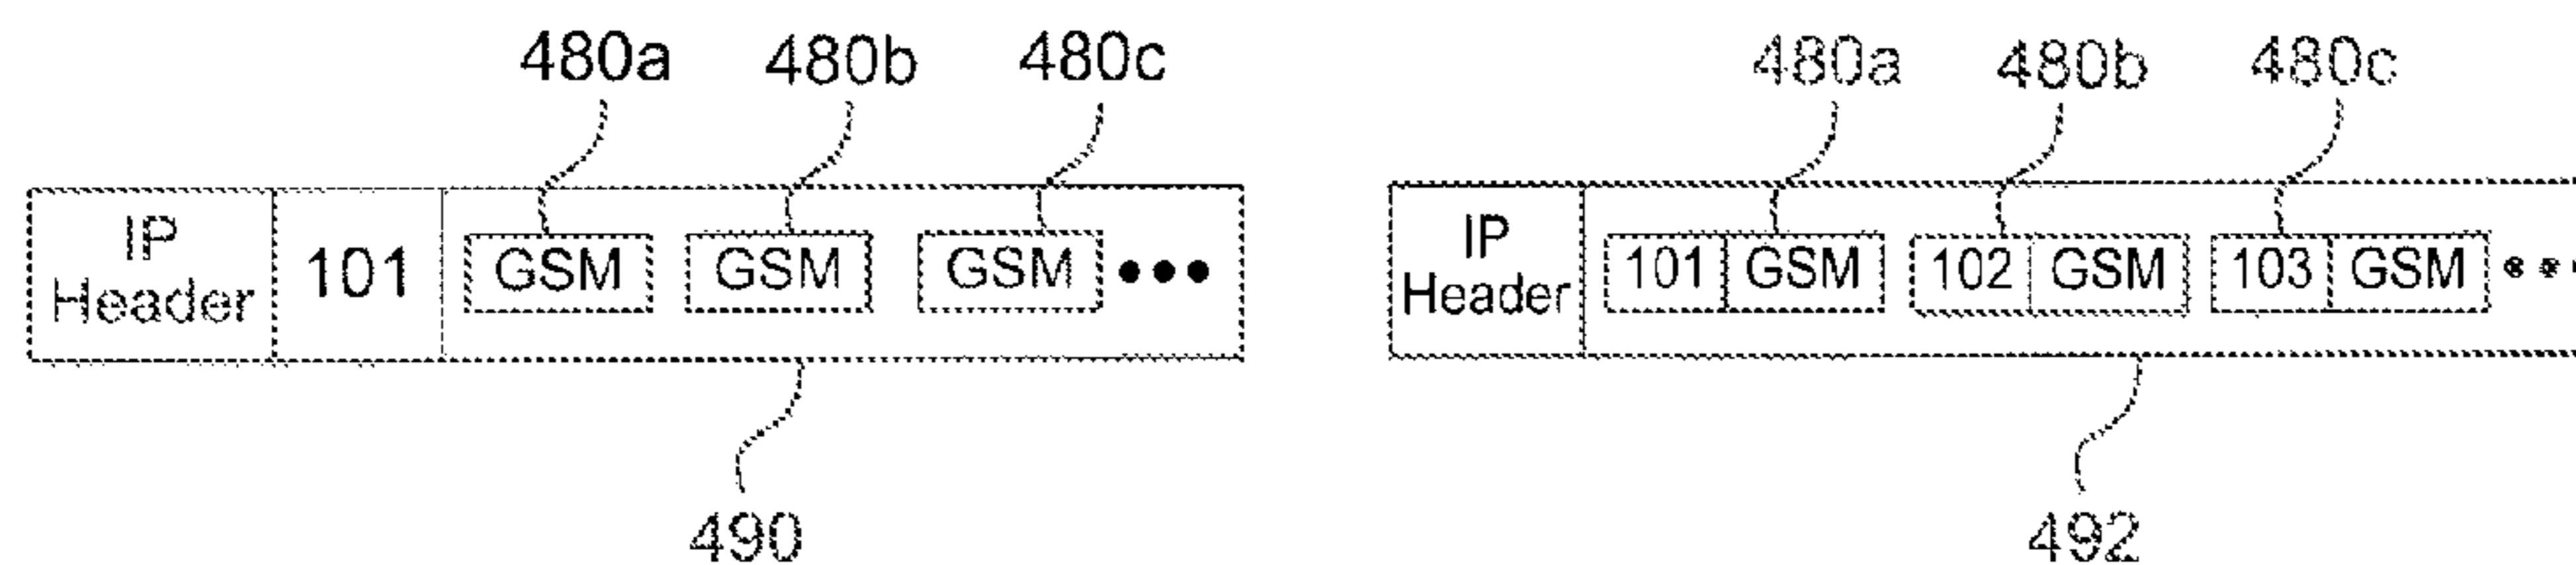 480a 480b 480c 480a 480b 480c
IP Header 101 GSM GSM GSM ●●●
IP Header 101 GSM 102 GSM 103 GSM ●●●
490 492